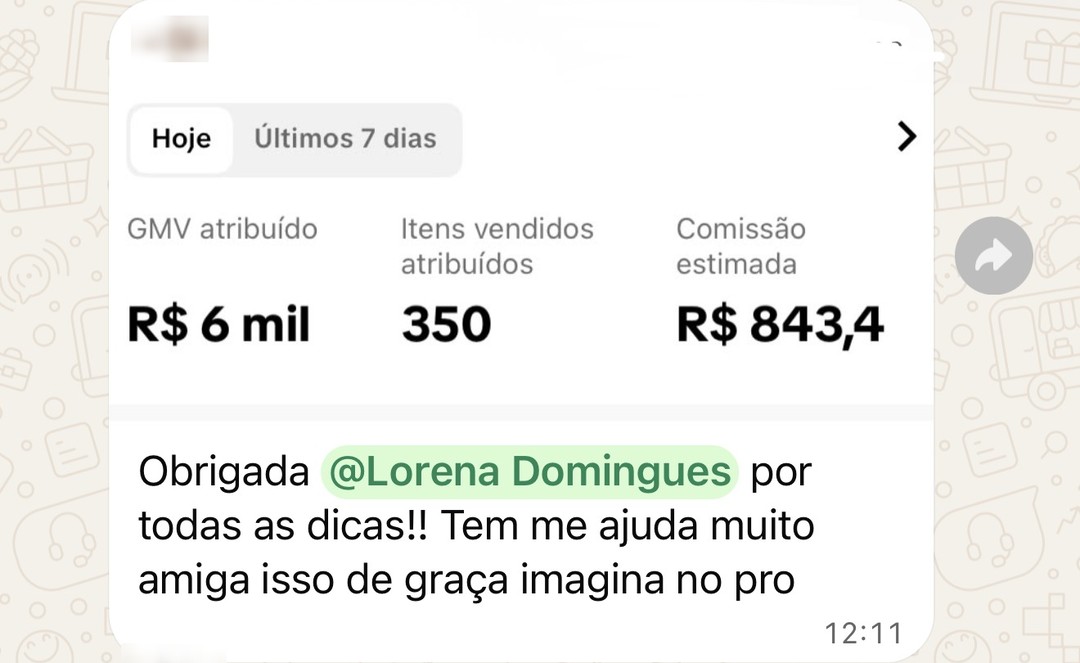 Hoje Últimos 7 dias
GMV atribuído Itens vendidos Comissão
atribuídos estimada
R$ 6 mil 350 R$ 843,4
Obrigada @Lorena Domingues por
todas as dicas!! Tem me ajuda muito
amiga isso de graça imagina no pro
12:11